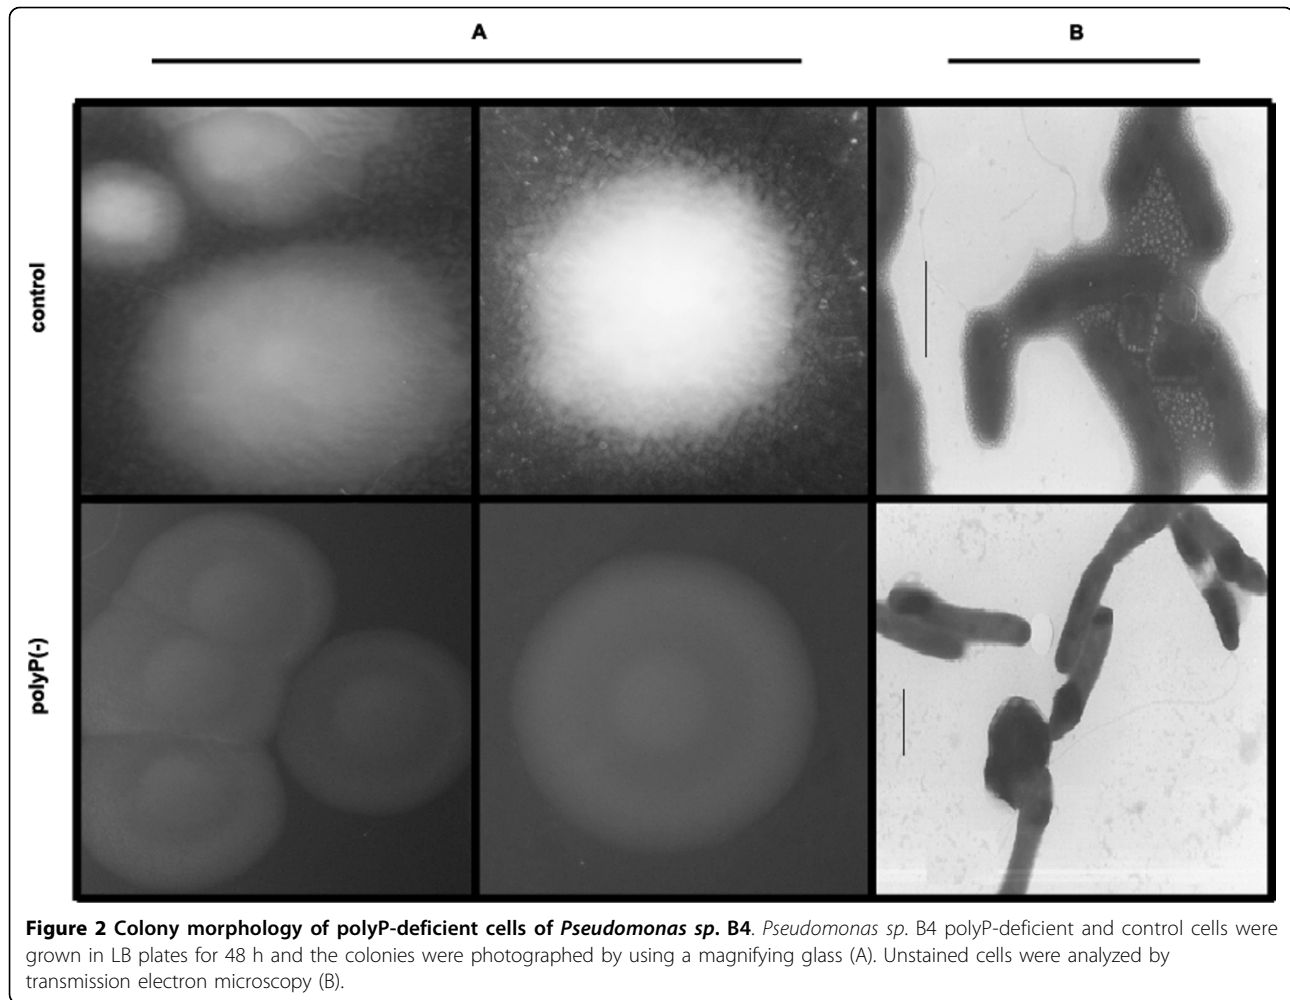 A
B
control
polyP(-)
Figure 2 Colony morphology of polyP-deficient cells of Pseudomonas sp. B4. Pseudomonas sp. B4 polyP-deficient and control cells were
grown in LB plates for 48 h and the colonies were photographed by using a magnifying glass (A). Unstained cells were analyzed by
transmission electron microscopy (B).